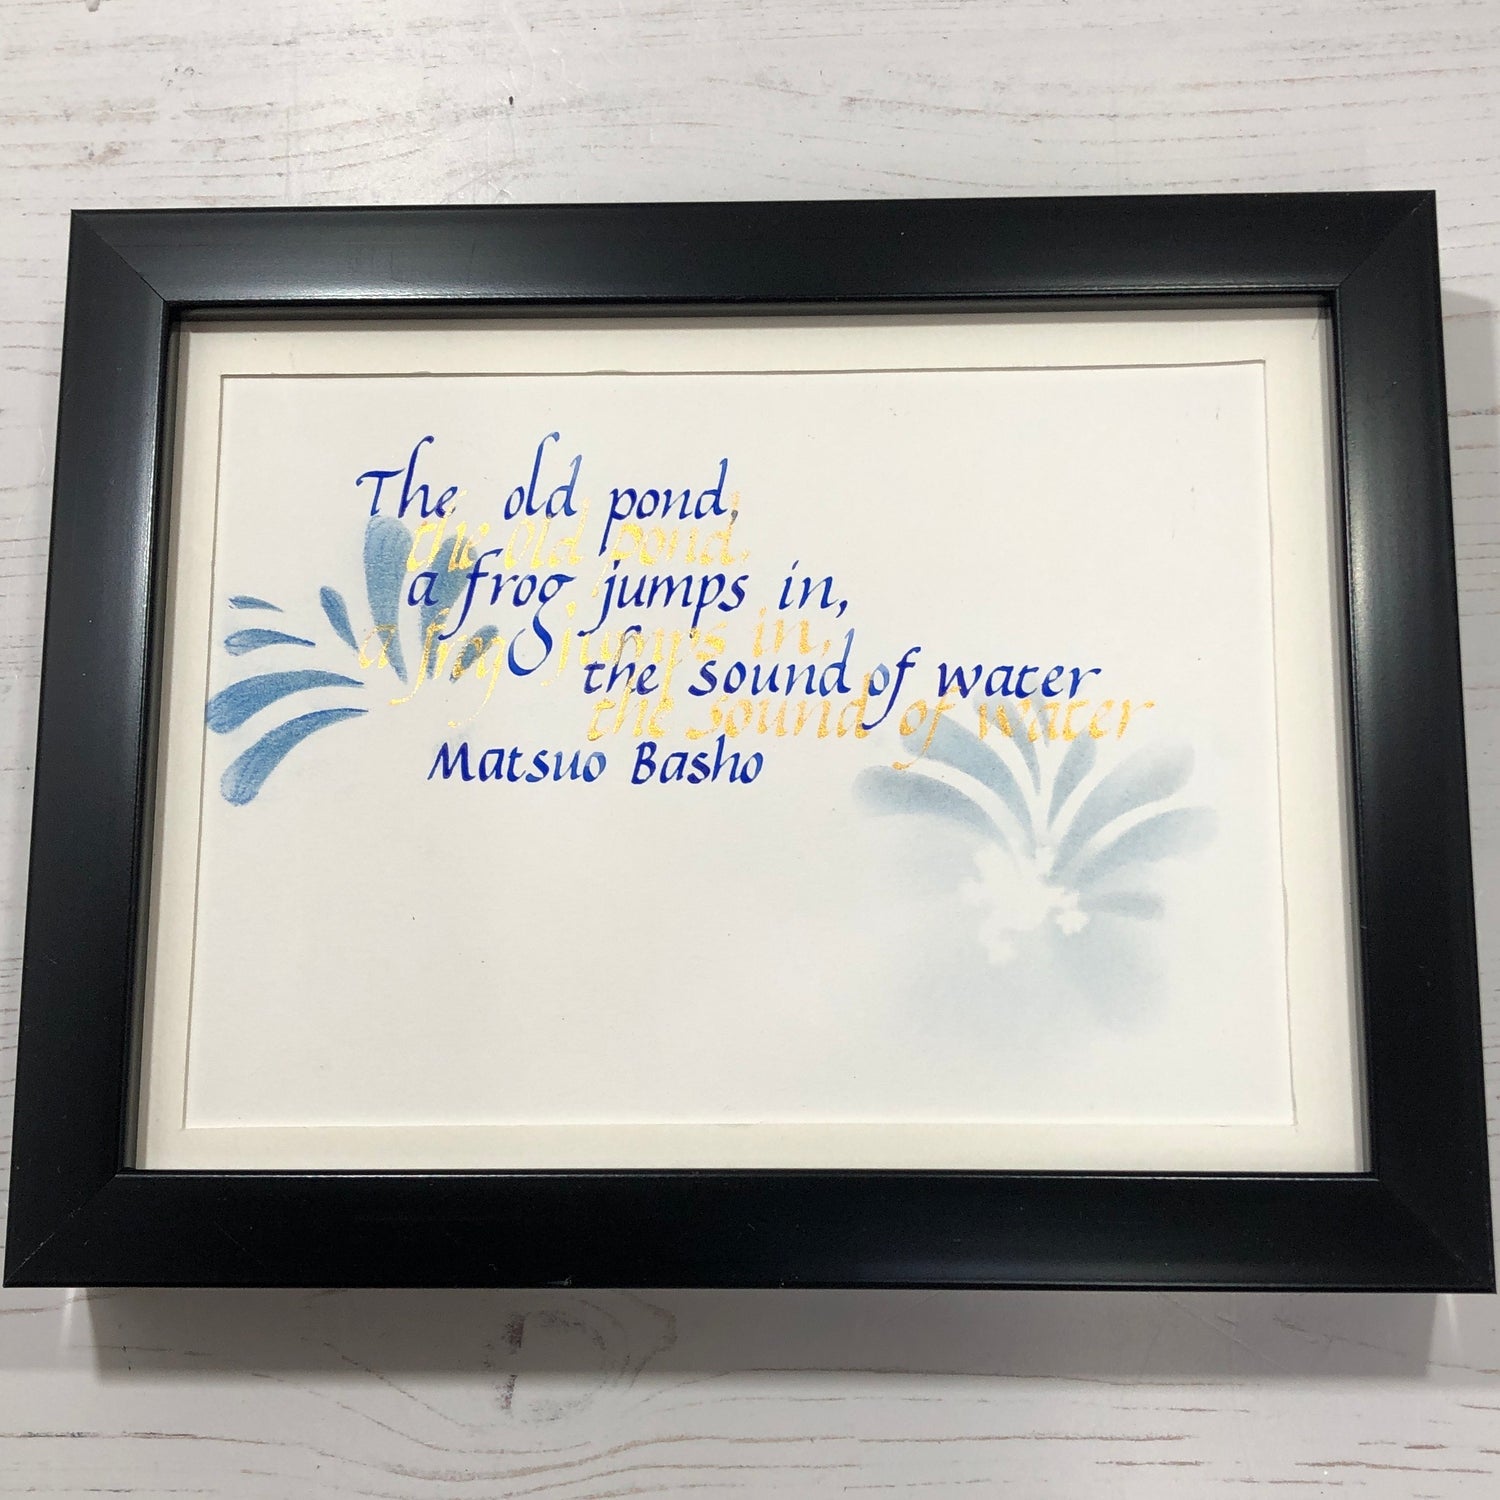 The old pond,
the old pond,
a frog jumps in,
a frog jumps in,
the sound of water
the sound of water
Matsuo Basho